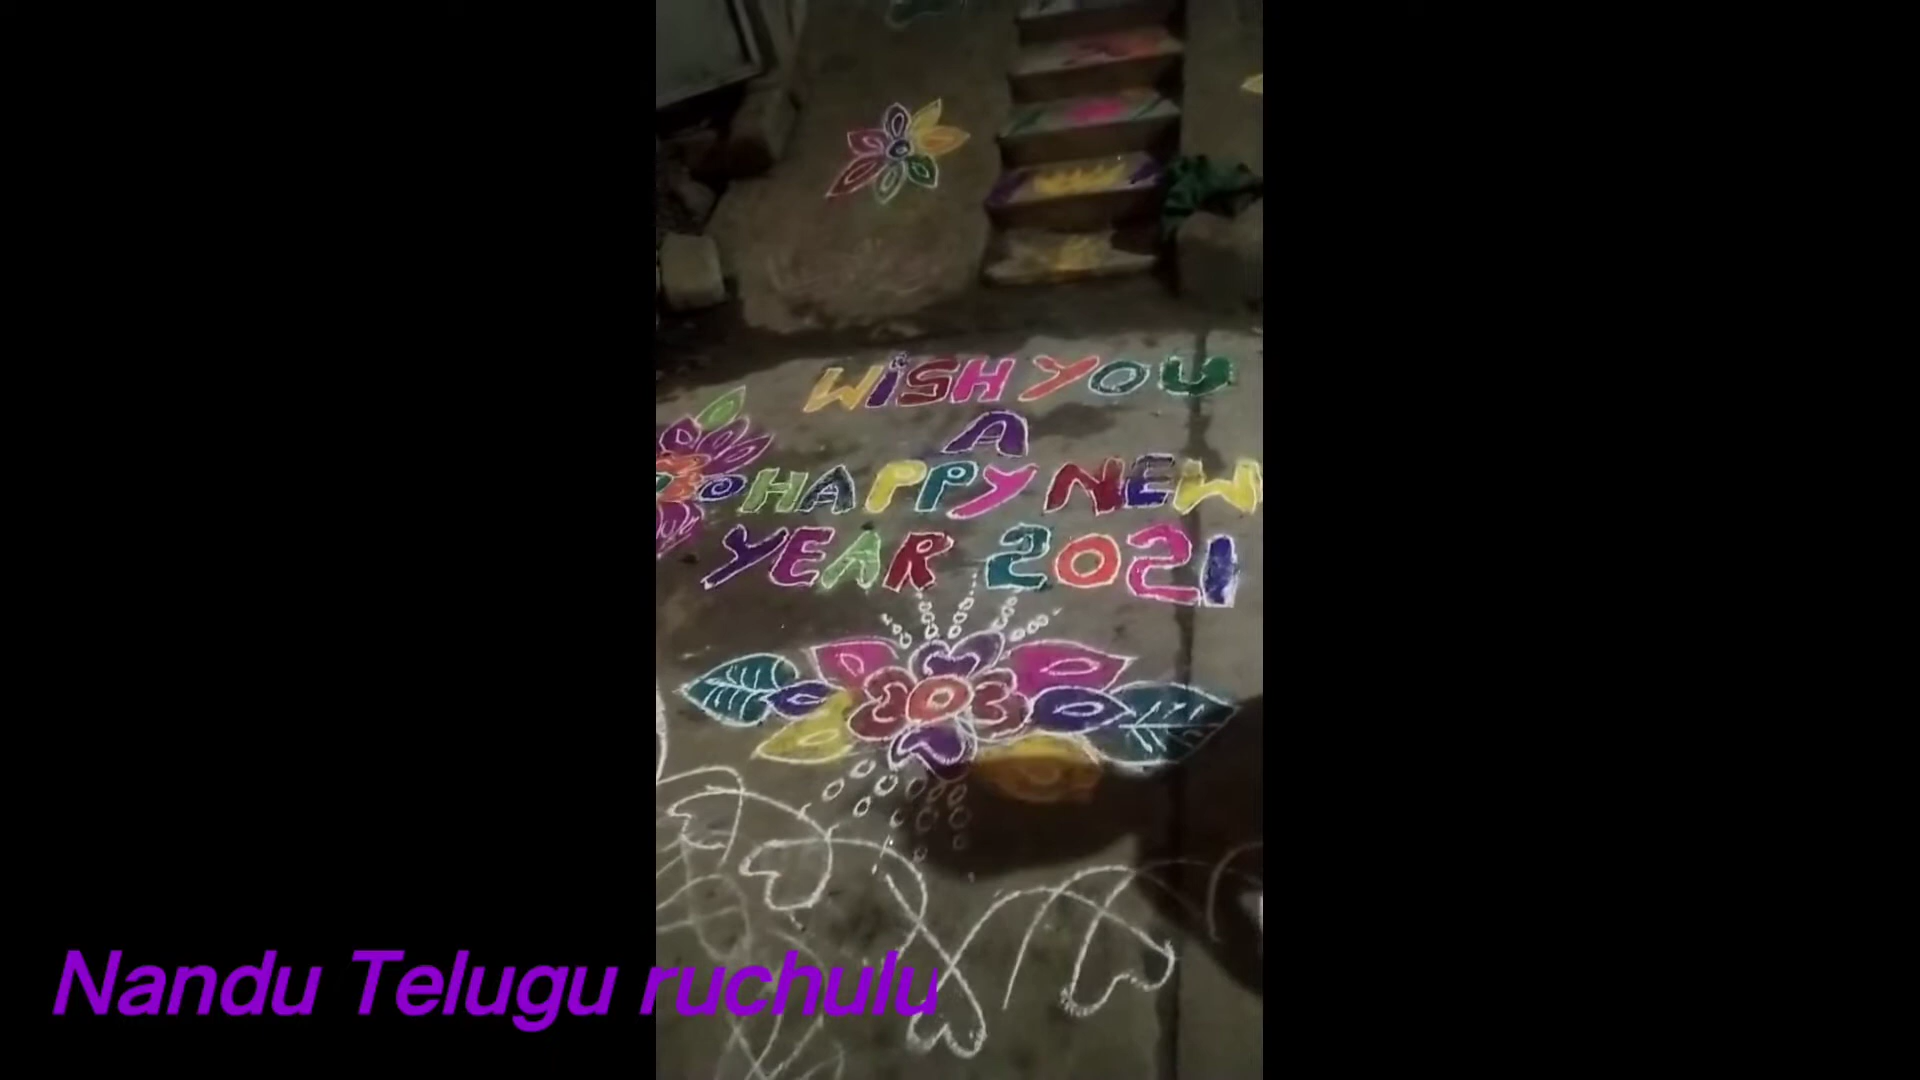 WiSH YOU
A
HAPPY NEW
YEAR 2021
Nandu Telugu ruchulu